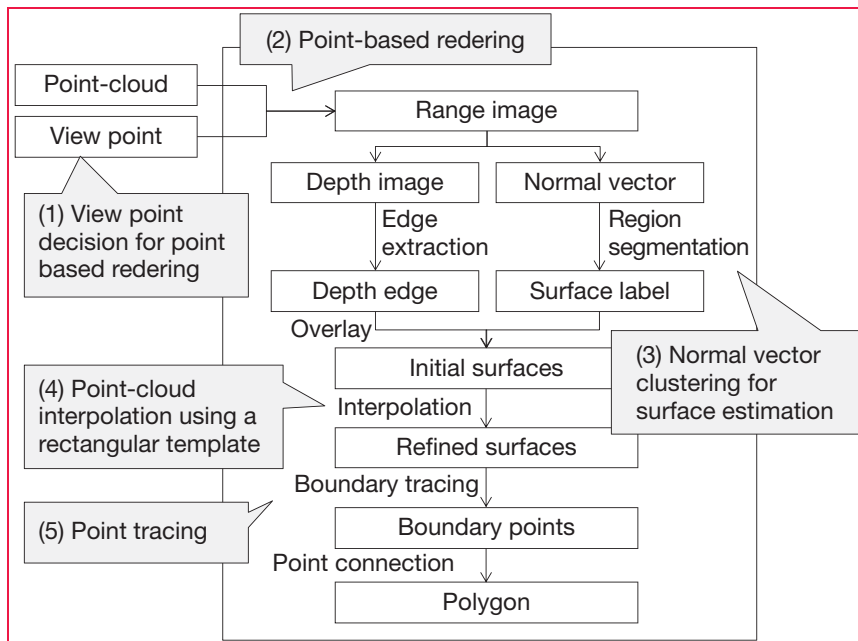 (2) Point-based redering
Point-cloud
Range image
View point
Depth image
Normal vector
(1) View point
decision for point
based redering
Edge
extraction
Region
segmentation
Depth edge
Surface label
Overlay
Initial surfaces
(3) Normal vector
clustering for
surface estimation
(4) Point-cloud
interpolation using a
rectangular template
Interpolation
Refined surfaces
Boundary tracing
(5) Point tracing
Boundary points
Point connection
Polygon